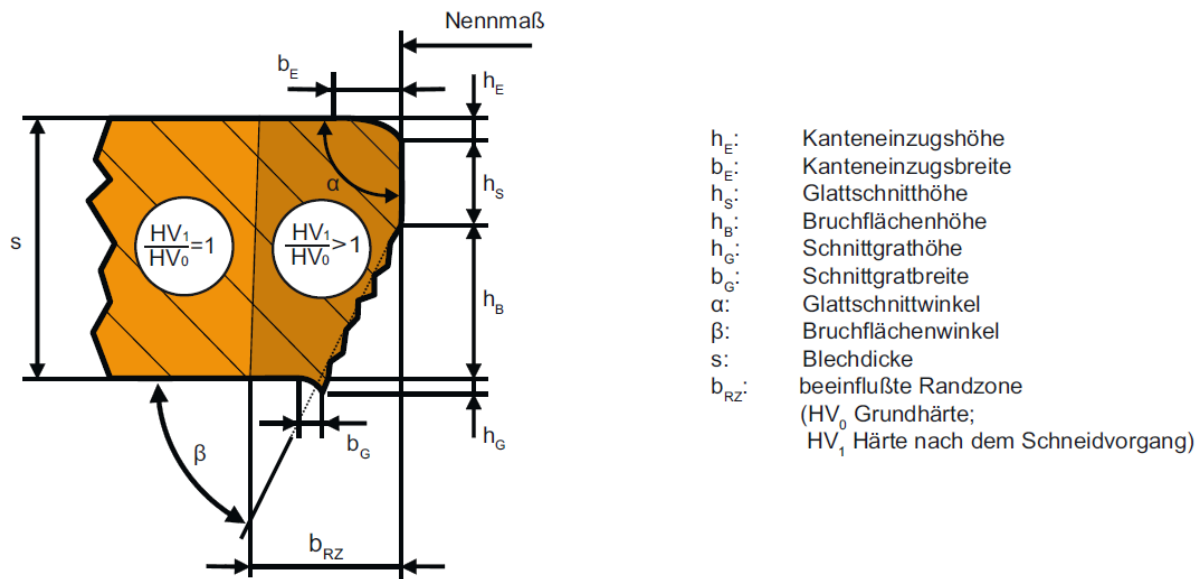 Nennmaß
b_E
h_E
α
h_S
s
HV₁/HV₀=1
HV₁/HV₀>1
h_B
β
b_G
h_G
b_RZ
h_E: Kanteneinzugshöhe
b_E: Kanteneinzugsbreite
h_S: Glattschnitthöhe
h_B: Bruchflächenhöhe
h_G: Schnittgrathöhe
b_G: Schnittgratbreite
α: Glattschnittwinkel
β: Bruchflächenwinkel
s: Blechdicke
b_RZ: beeinflußte Randzone
(HV₀ Grundhärte;
HV₁ Härte nach dem Schneidvorgang)